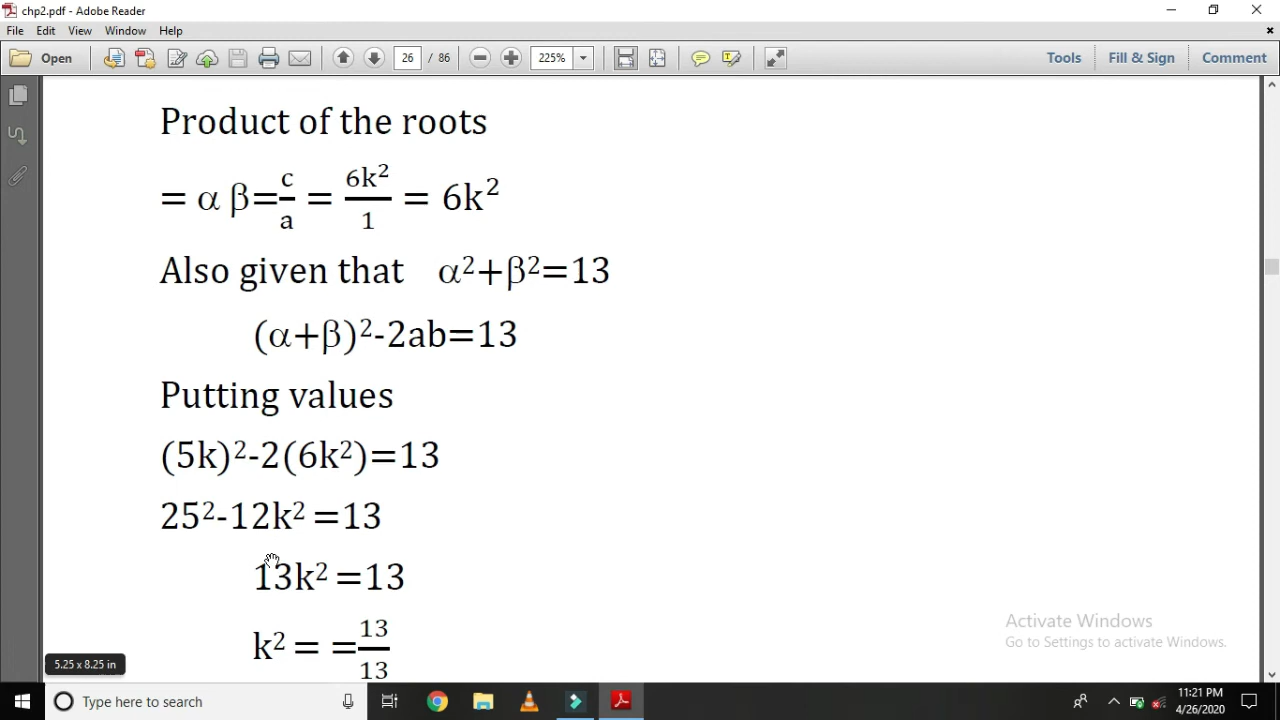 chp2.pdf - Adobe Reader
File Edit View Window Help
Open 26 / 86 225% Tools Fill & Sign Comment
Product of the roots
= α β=c/a = 6k²/1 = 6k²
Also given that α²+β²=13
(α+β)²-2ab=13
Putting values
(5k)²-2(6k²)=13
25²-12k² =13
13k² =13
k² = =13/13
Activate Windows
Go to Settings to activate Windows.
5.25 x 8.25 in
Type here to search
11:21 PM
4/26/2020